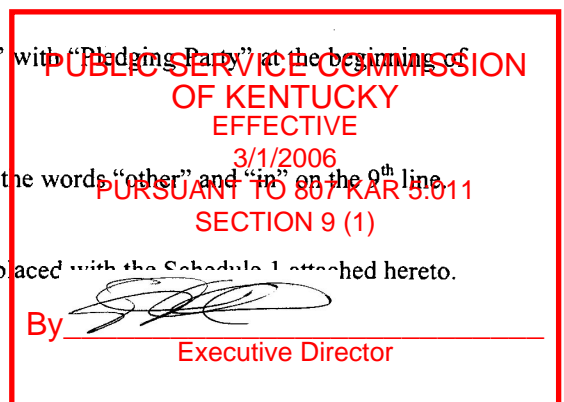 ” with “Pledging Party” at the beginning of
PUBLIC SERVICE COMMISSION
OF KENTUCKY
EFFECTIVE
3/1/2006
the words “other” and “in” on the 9th line.
PURSUANT TO 807 KAR 5:011
SECTION 9 (1)
placed with the Schedule 1 attached hereto.
By
Executive Director